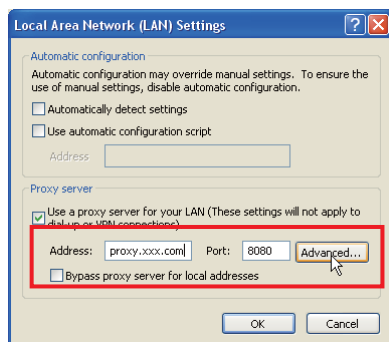 Local Area Network (LAN) Settings
Automatic configuration
Automatic configuration may override manual settings. To ensure the
use of manual settings, disable automatic configuration.
Automatically detect settings
Use automatic configuration script
Address
Proxy server
Use a proxy server for your LAN (These settings will not apply to
dial-up or VPN connections).
Address: proxy.xxx.com Port: 8080 Advanced...
Bypass proxy server for local addresses
OK Cancel